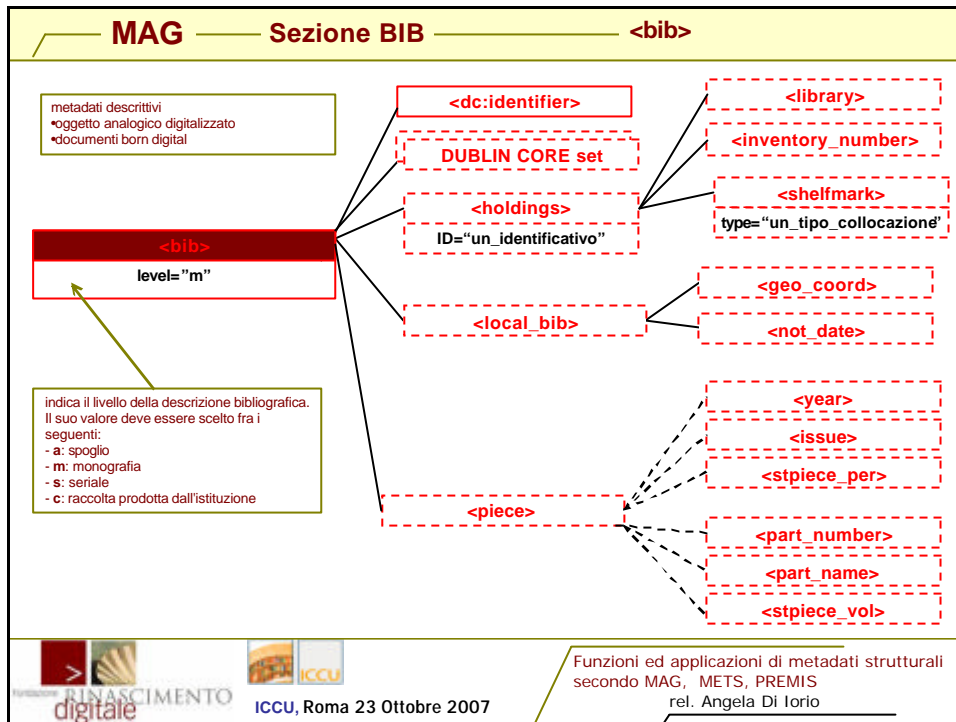 MAG Sezione BIB <bib>
metadati descrittivi
•oggetto analogico digitalizzato
•documenti born digital
<bib>
level=”m”
indica il livello della descrizione bibliografica.
Il suo valore deve essere scelto fra i
seguenti:
- a: spoglio
- m: monografia
- s: seriale
- c: raccolta prodotta dall'istituzione
<dc:identifier>
DUBLIN CORE set
<holdings>
ID=“un_identificativo”
<local_bib>
<piece>
<library>
<inventory_number>
<shelfmark>
type=“un_tipo_collocazione”
<geo_coord>
<not_date>
<year>
<issue>
<stpiece_per>
<part_number>
<part_name>
<stpiece_vol>
Fondazione RINASCIMENTO
digitale
ICCU
ICCU, Roma 23 Ottobre 2007
Funzioni ed applicazioni di metadati strutturali
secondo MAG, METS, PREMIS
rel. Angela Di Iorio